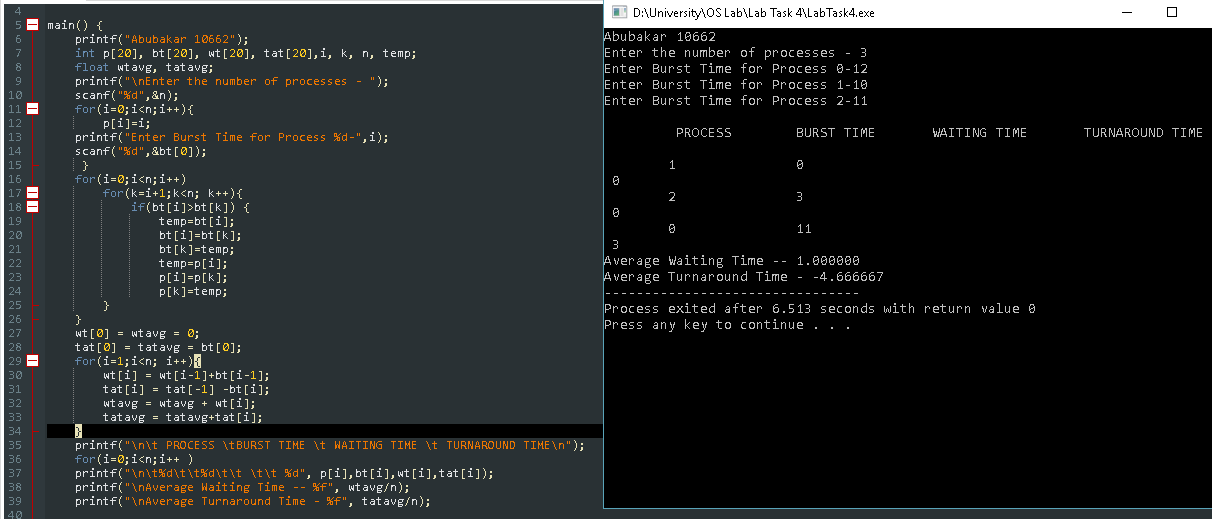 4
5 main() {
6 printf("Abubakar 10662");
7 int p[20], bt[20], wt[20], tat[20],i, k, n, temp;
8 float wtavg, tatavg;
9 printf("\nEnter the number of processes - ");
10 scanf("%d",&n);
11 for(i=0;i<n;i++){
12 p[i]=i;
13 printf("Enter Burst Time for Process %d-",i);
14 scanf("%d",&bt[0]);
15 }
16 for(i=0;i<n;i++)
17 for(k=i+1;k<n; k++){
18 if(bt[i]>bt[k]) {
19 temp=bt[i];
20 bt[i]=bt[k];
21 bt[k]=temp;
22 temp=p[i];
23 p[i]=p[k];
24 p[k]=temp;
25 }
26 }
27 wt[0] = wtavg = 0;
28 tat[0] = tatavg = bt[0];
29 for(i=1;i<n; i++){
30 wt[i] = wt[i-1]+bt[i-1];
31 tat[i] = tat[-1] -bt[i];
32 wtavg = wtavg + wt[i];
33 tatavg = tatavg+tat[i];
34 }
35 printf("\n\t PROCESS \tBURST TIME \t WAITING TIME \t TURNAROUND TIME\n");
36 for(i=0;i<n;i++ )
37 printf("\n\t%d\t\t%d\t\t \t\t %d", p[i],bt[i],wt[i],tat[i]);
38 printf("\nAverage Waiting Time -- %f", wtavg/n);
39 printf("\nAverage Turnaround Time - %f", tatavg/n);
40
D:\University\OS Lab\Lab Task 4\LabTask4.exe
Abubakar 10662
Enter the number of processes - 3
Enter Burst Time for Process 0-12
Enter Burst Time for Process 1-10
Enter Burst Time for Process 2-11
PROCESS BURST TIME WAITING TIME TURNAROUND TIME
1 0
0
2 3
0
0 11
3
Average Waiting Time -- 1.000000
Average Turnaround Time - -4.666667
--------------------------------
Process exited after 6.513 seconds with return value 0
Press any key to continue . . .